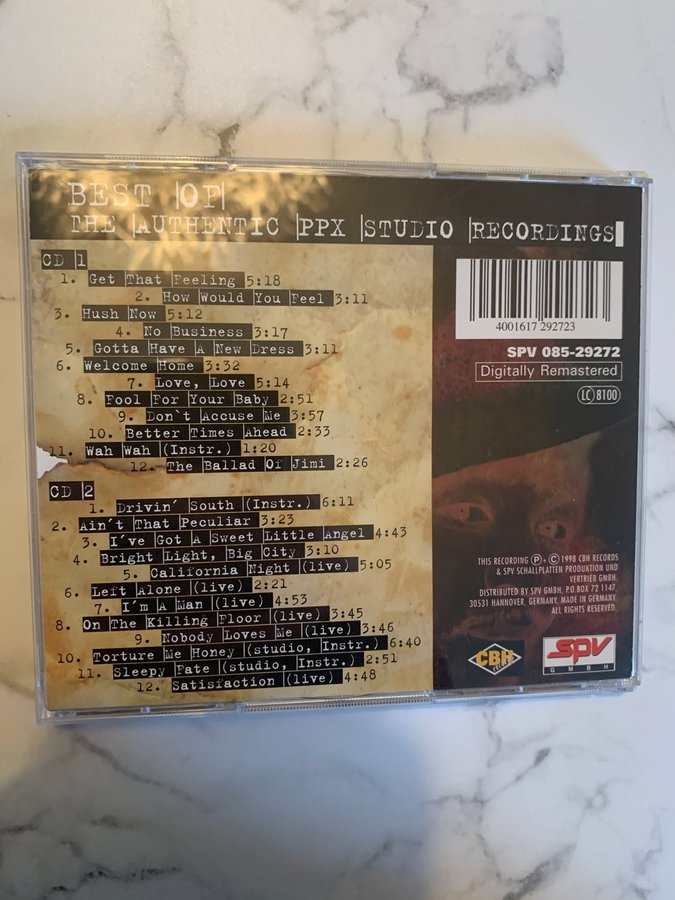 BEST OF
THE AUTHENTIC PPX STUDIO RECORDINGS
CD 1
1. Get That Feeling 5:18
2. How Would You Feel 3:11
3. Hush Now 5:12
4. No Business 3:17
5. Gotta Have A New Dress 3:11
6. Welcome Home 3:32
7. Love, Love 5:14
8. Fool For Your Baby 2:51
9. Don`t Accuse Me 3:57
10. Better Times Ahead 2:33
11. Wah Wah (Instr.) 1:20
12. The Ballad Of Jimi 2:26
CD 2
1. Drivin´ South (Instr.) 6:11
2. Ain't That Peculiar 3:23
3. I´ve Got A Sweet Little Angel 4:43
4. Bright Light, Big City 3:10
5. California Night (live) 5:05
6. Left Alone (live) 2:21
7. I´m A Man (live) 4:53
8. On The Killing Floor (live) 3:45
9. Nobody Loves Me (live) 3:46
10. Torture Me Honey (studio, Instr.) 6:40
11. Sleepy Fate (studio, Instr.) 2:51
12. Satisfaction (live) 4:48
4001617 292723
SPV 085-29272
Digitally Remastered
LC 8100
THIS RECORDING Ⓟ + © 1998 CBH RECORDS
& SPV SCHALLPLATTEN PRODUKTION UND
VERTRIEB GMBH.
DISTRIBUTED BY SPV GMBH, PO BOX 72 1147,
30531 HANNOVER, GERMANY, MADE IN GERMANY.
ALL RIGHTS RESERVED.
CBH
records
SPV
GMBH